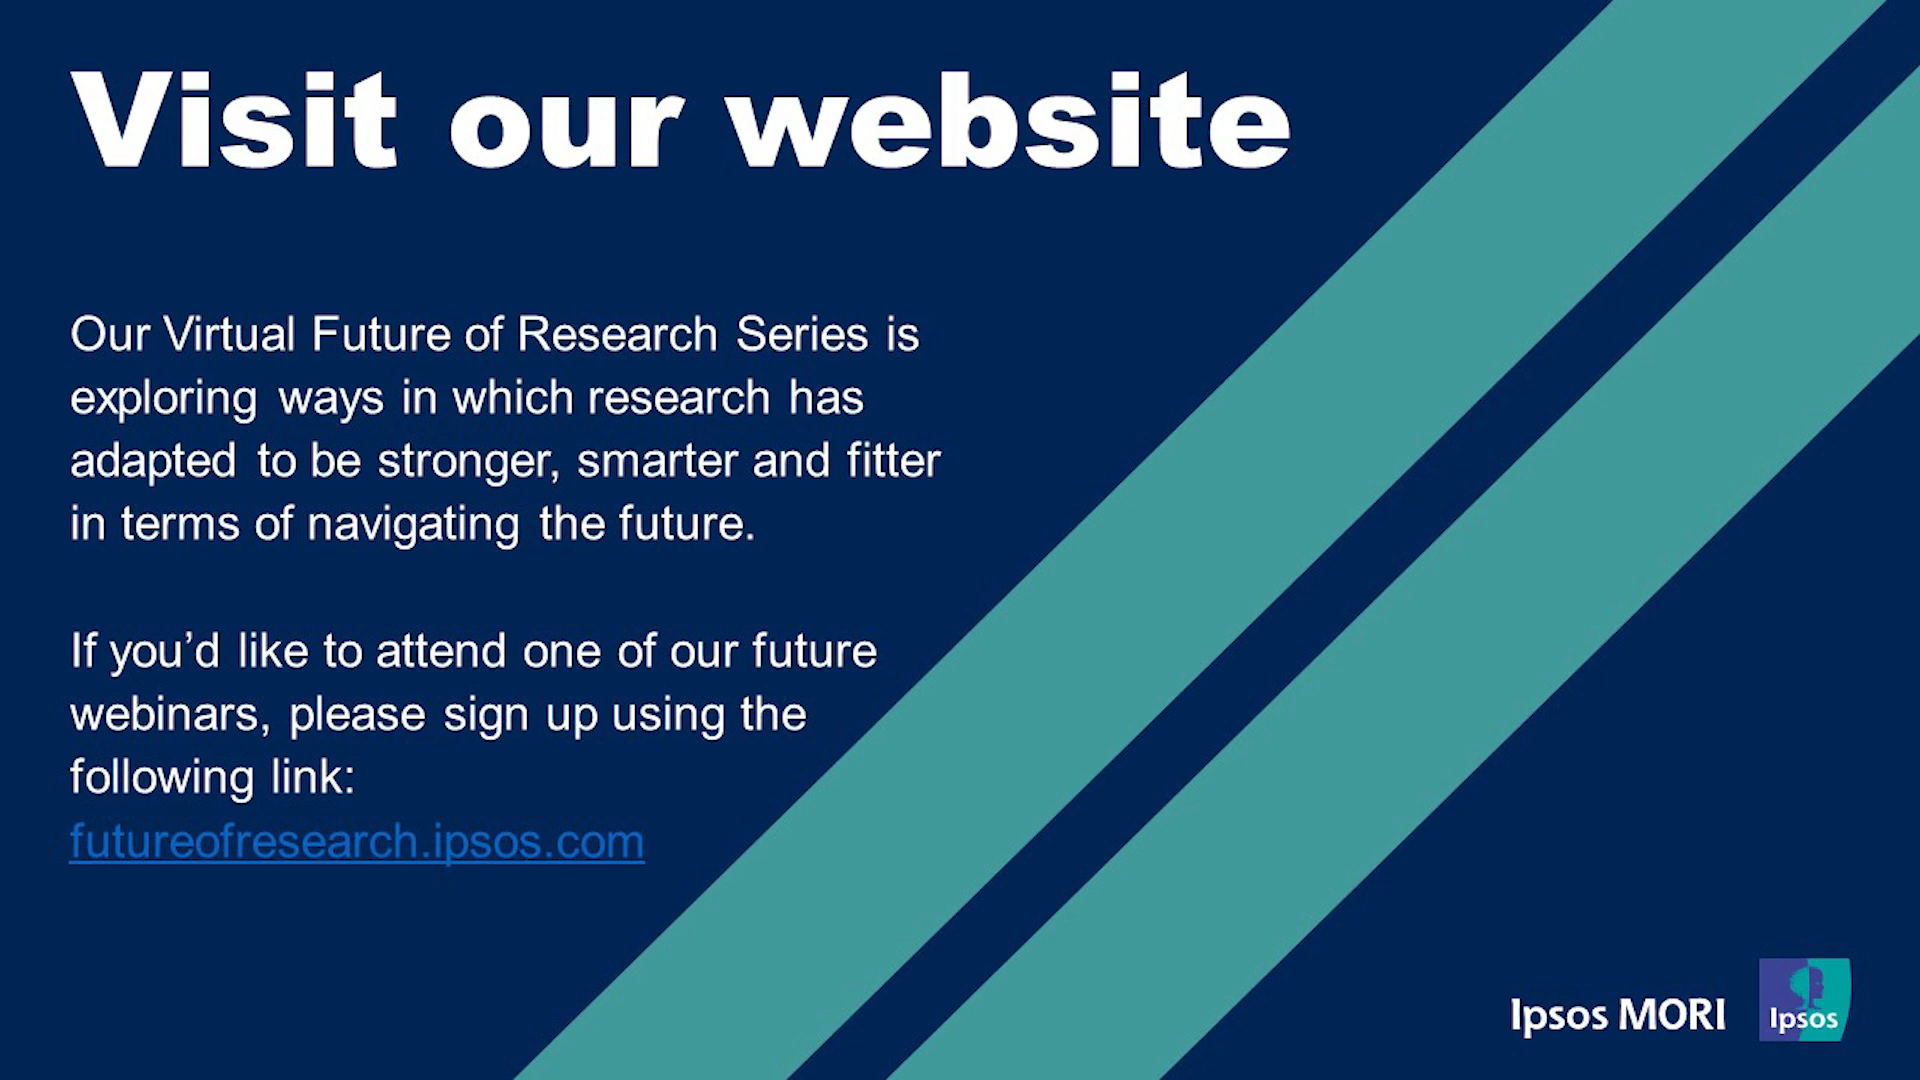 Visit our website
Our Virtual Future of Research Series is
exploring ways in which research has
adapted to be stronger, smarter and fitter
in terms of navigating the future.
If you’d like to attend one of our future
webinars, please sign up using the
following link:
futureofresearch.ipsos.com
Ipsos MORI
Ipsos